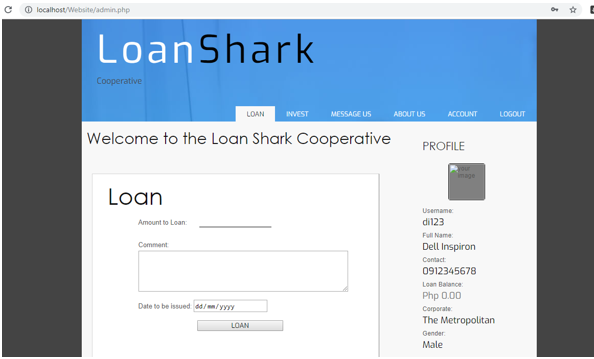 localhost/Website/admin.php
LoanShark
Cooperative
LOAN INVEST MESSAGE US ABOUT US ACCOUNT LOGOUT
Welcome to the Loan Shark Cooperative
Loan
Amount to Loan:
Comment:
Date to be issued: dd/mm/yyyy
LOAN
PROFILE
your
image
Username:
di123
Full Name:
Dell Inspiron
Contact:
0912345678
Loan Balance:
Php 0.00
Corporate:
The Metropolitan
Gender:
Male